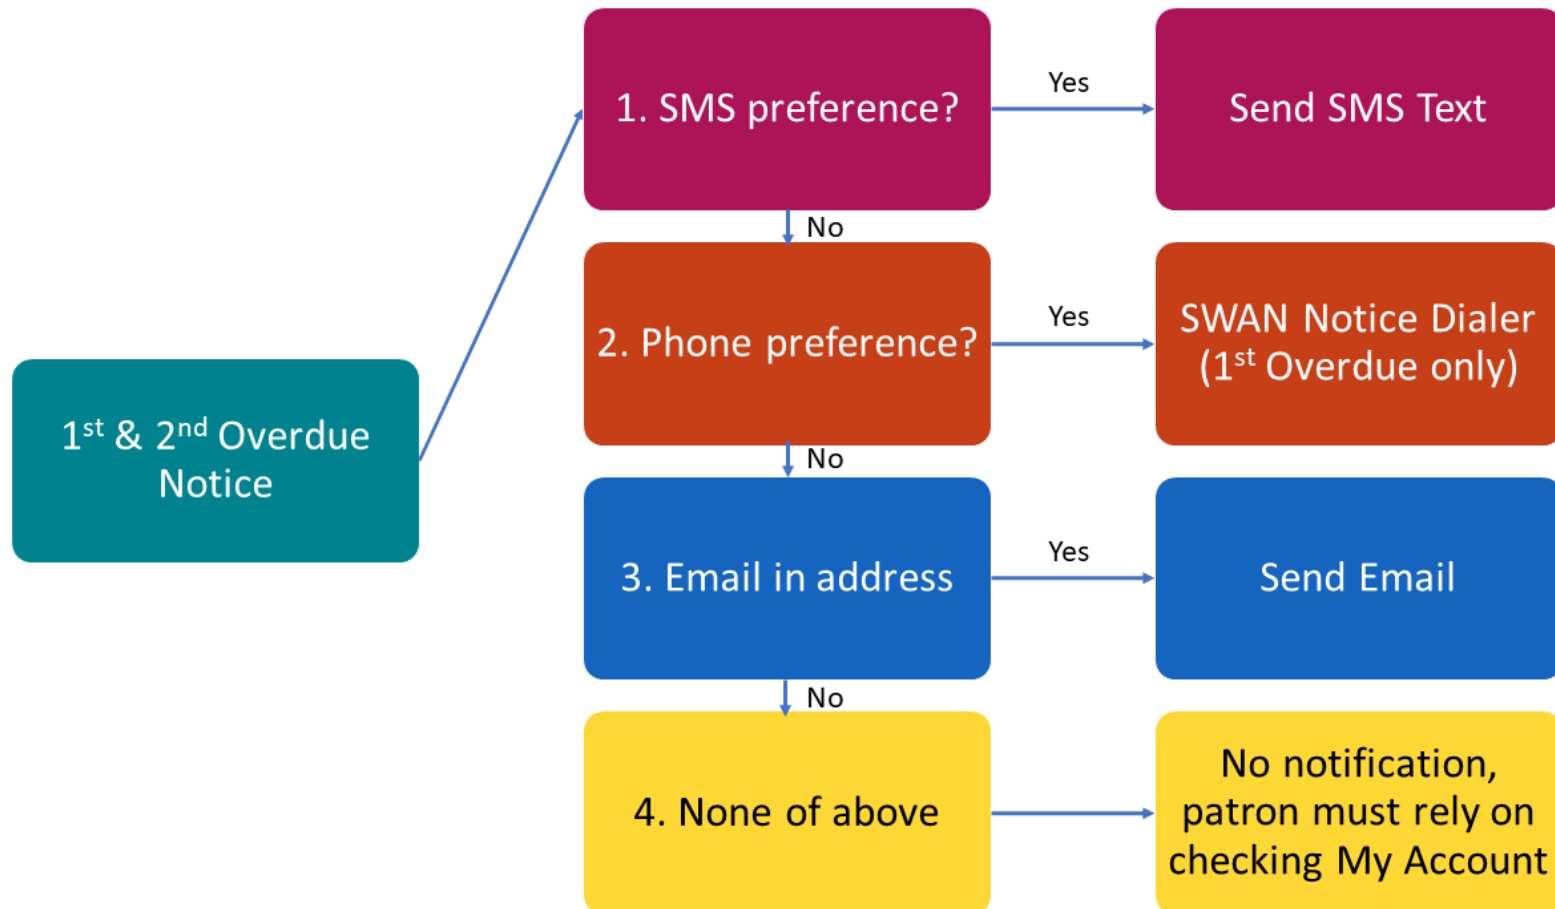 1. SMS preference?
Yes
Send SMS Text
No
2. Phone preference?
Yes
SWAN Notice Dialer
(1st Overdue only)
1st & 2nd Overdue
Notice
No
3. Email in address
Yes
Send Email
No
4. None of above
No notification,
patron must rely on
checking My Account